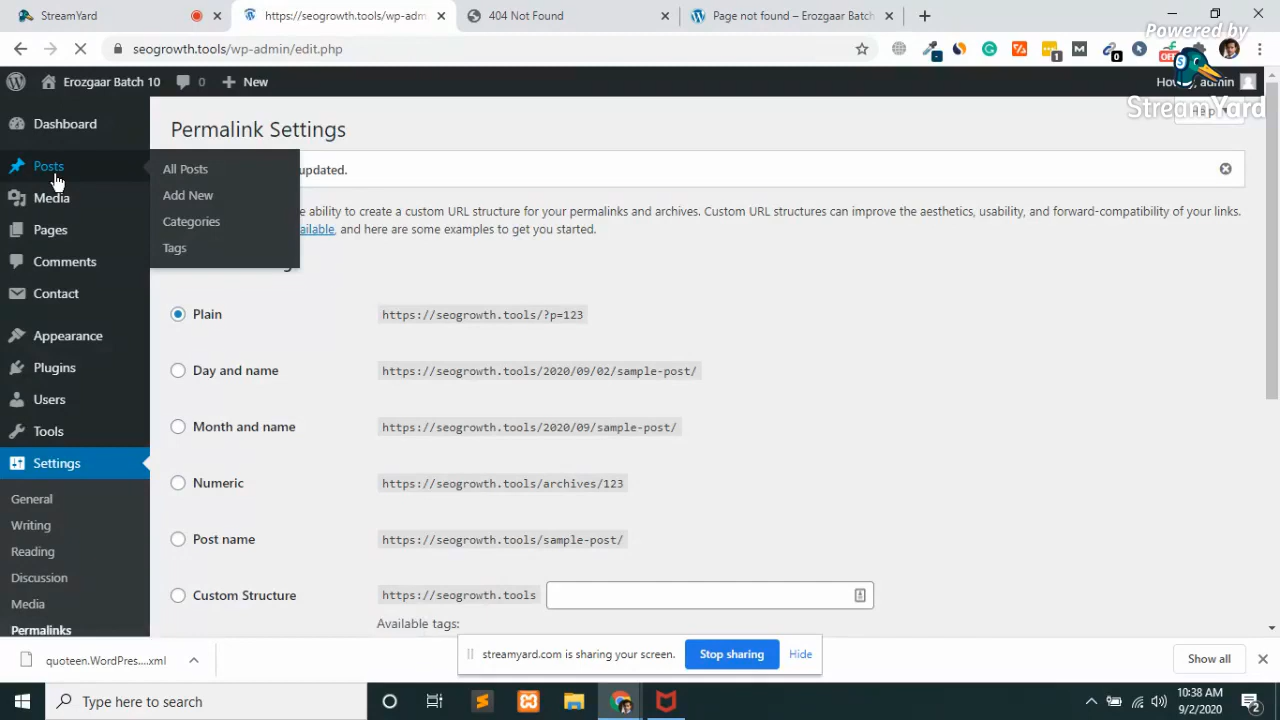 StreamYard
https://seogrowth.tools/wp-adm
404 Not Found
Page not found – Erozgaar Batch
Powered by
StreamYard
seogrowth.tools/wp-admin/edit.php
Erozgaar Batch 10
0
New
admin
Help
Dashboard
Posts
Media
Pages
Comments
Contact
Appearance
Plugins
Users
Tools
Settings
General
Writing
Reading
Discussion
Media
Permalinks
All Posts
Add New
Categories
Tags
Permalink Settings
updated.
ability to create a custom URL structure for your permalinks and archives. Custom URL structures can improve the aesthetics, usability, and forward-compatibility of your links.
ailable, and here are some examples to get you started.
Plain https://seogrowth.tools/?p=123
Day and name https://seogrowth.tools/2020/09/02/sample-post/
Month and name https://seogrowth.tools/2020/09/sample-post/
Numeric https://seogrowth.tools/archives/123
Post name https://seogrowth.tools/sample-post/
Custom Structure https://seogrowth.tools
Available tags:
streamyard.com is sharing your screen. Stop sharing Hide
quoteen.WordPres....xml
Show all
Type here to search
10:38 AM
9/2/2020
2